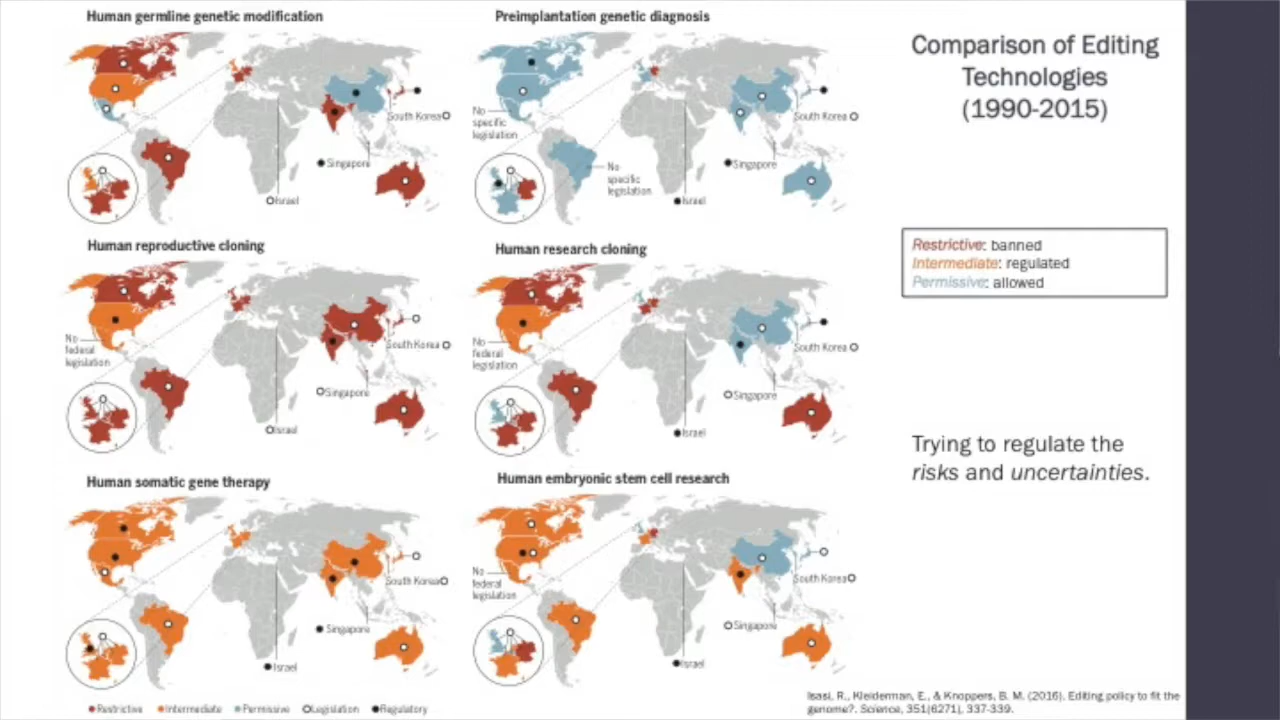 Human germline genetic modification
South Korea
Singapore
Israel
Preimplantation genetic diagnosis
No
specific
legislation
No
specific
legislation
South Korea
Singapore
Israel
Human reproductive cloning
No
federal
legislation
South Korea
Singapore
Israel
Human research cloning
No
federal
legislation
South Korea
Singapore
Israel
Human somatic gene therapy
South Korea
Singapore
Israel
Human embryonic stem cell research
No
federal
legislation
South Korea
Singapore
Israel
Restrictive Intermediate Permissive Legislation Regulatory
Comparison of Editing
Technologies
(1990-2015)
Restrictive: banned
Intermediate: regulated
Permissive: allowed
Trying to regulate the
risks and uncertainties.
Isasi, R., Kleiderman, E., & Knoppers, B. M. (2016). Editing policy to fit the
genome?. Science, 351(6271), 337-339.